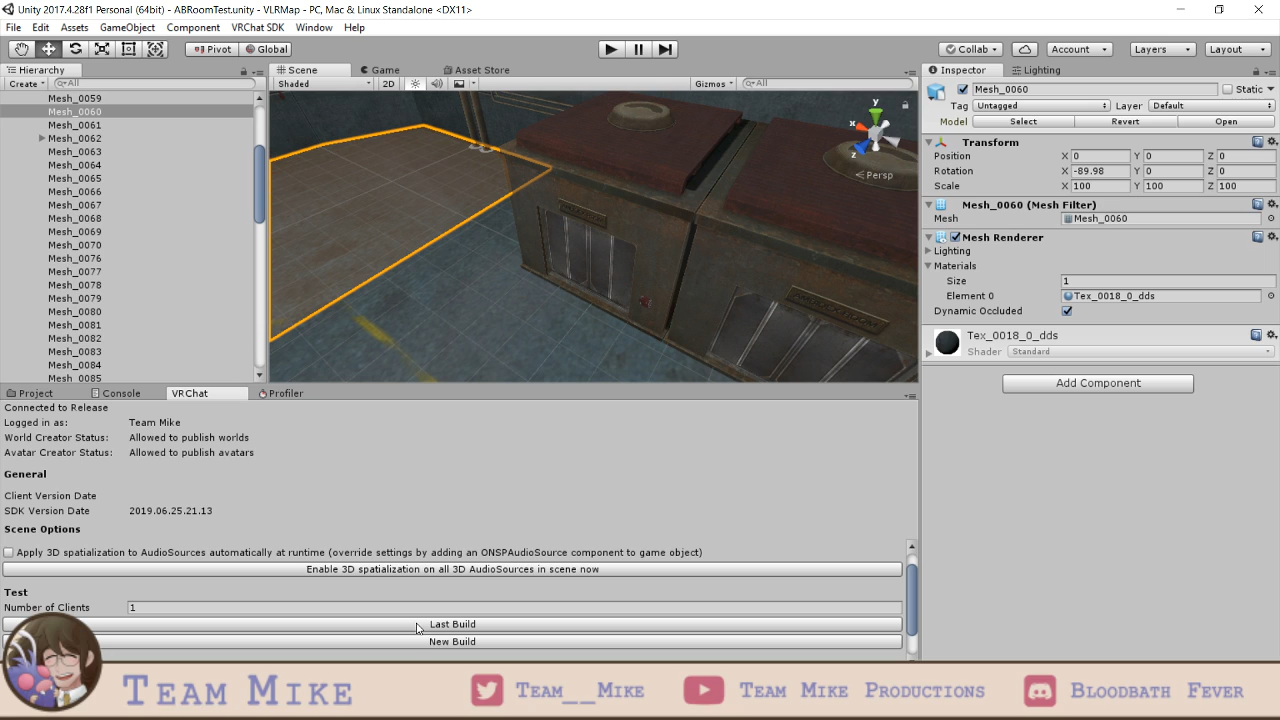 Unity 2017.4.28f1 Personal (64bit) - ABRoomTest.unity - VLRMap - PC, Mac & Linux Standalone <DX11>
File Edit Assets GameObject Component VRChat SDK Window Help
Pivot Global Collab Account Layers Layout
Hierarchy
Create All
Mesh_0059
Mesh_0060
Mesh_0061
Mesh_0062
Mesh_0063
Mesh_0064
Mesh_0065
Mesh_0066
Mesh_0067
Mesh_0068
Mesh_0069
Mesh_0070
Mesh_0076
Mesh_0077
Mesh_0078
Mesh_0079
Mesh_0080
Mesh_0081
Mesh_0082
Mesh_0083
Mesh_0084
Mesh_0085
Scene Game Asset Store
Shaded 2D Gizmos All
y
x
z
Persp
Inspector Lighting
Mesh_0060 Static
Tag Untagged Layer Default
Model Select Revert Open
Transform
Position X 0 Y 0 Z 0
Rotation X -89.98 Y 0 Z 0
Scale X 100 Y 100 Z 100
Mesh_0060 (Mesh Filter)
Mesh Mesh_0060
Mesh Renderer
Lighting
Materials
Size 1
Element 0 Tex_0018_0_dds
Dynamic Occluded
Tex_0018_0_dds
Shader Standard
Add Component
Project Console VRChat Profiler
Connected to Release
Logged in as: Team Mike
World Creator Status: Allowed to publish worlds
Avatar Creator Status: Allowed to publish avatars
General
Client Version Date
SDK Version Date 2019.06.25.21.13
Scene Options
Apply 3D spatialization to AudioSources automatically at runtime (override settings by adding an ONSPAudioSource component to game object)
Enable 3D spatialization on all 3D AudioSources in scene now
Test
Number of Clients 1
Last Build
New Build
Team Mike Team__Mike Team Mike Productions Bloodbath Fever